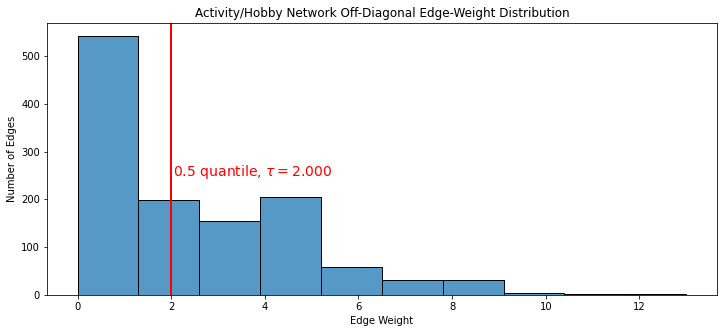 Activity/Hobby Network Off-Diagonal Edge-Weight Distribution
500
400
300
200
100
0
Number of Edges
0.5 quantile, τ = 2.000
0 2 4 6 8 10 12
Edge Weight